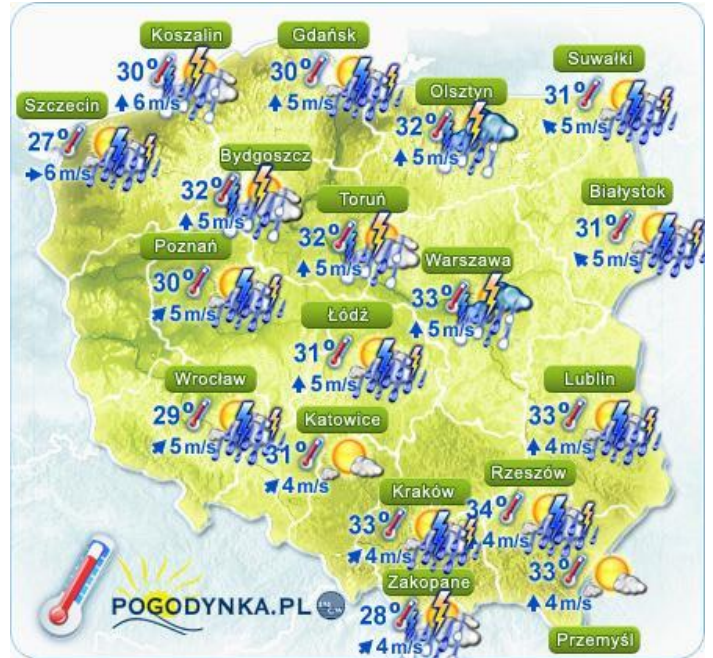 Koszalin
30°
6 m/s
Gdańsk
30°
5 m/s
Suwałki
31°
5 m/s
Szczecin
27°
6 m/s
Olsztyn
32°
5 m/s
Bydgoszcz
32°
5 m/s
Toruń
32°
5 m/s
Białystok
31°
5 m/s
Poznań
30°
5 m/s
Warszawa
33°
5 m/s
Łódź
31°
5 m/s
Wrocław
29°
5 m/s
Katowice
31°
4 m/s
Lublin
33°
4 m/s
Kraków
33°
4 m/s
Rzeszów
34°
4 m/s
Zakopane
28°
4 m/s
33°
4 m/s
Przemyśl
POGODYNKA.PL